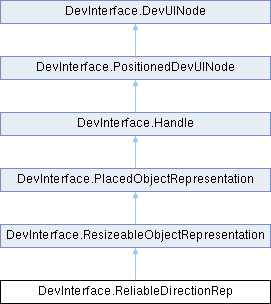 DevInterface.DevUINode
DevInterface.PositionedDevUINode
DevInterface.Handle
DevInterface.PlacedObjectRepresentation
DevInterface.ResizeableObjectRepresentation
DevInterface.ReliableDirectionRep